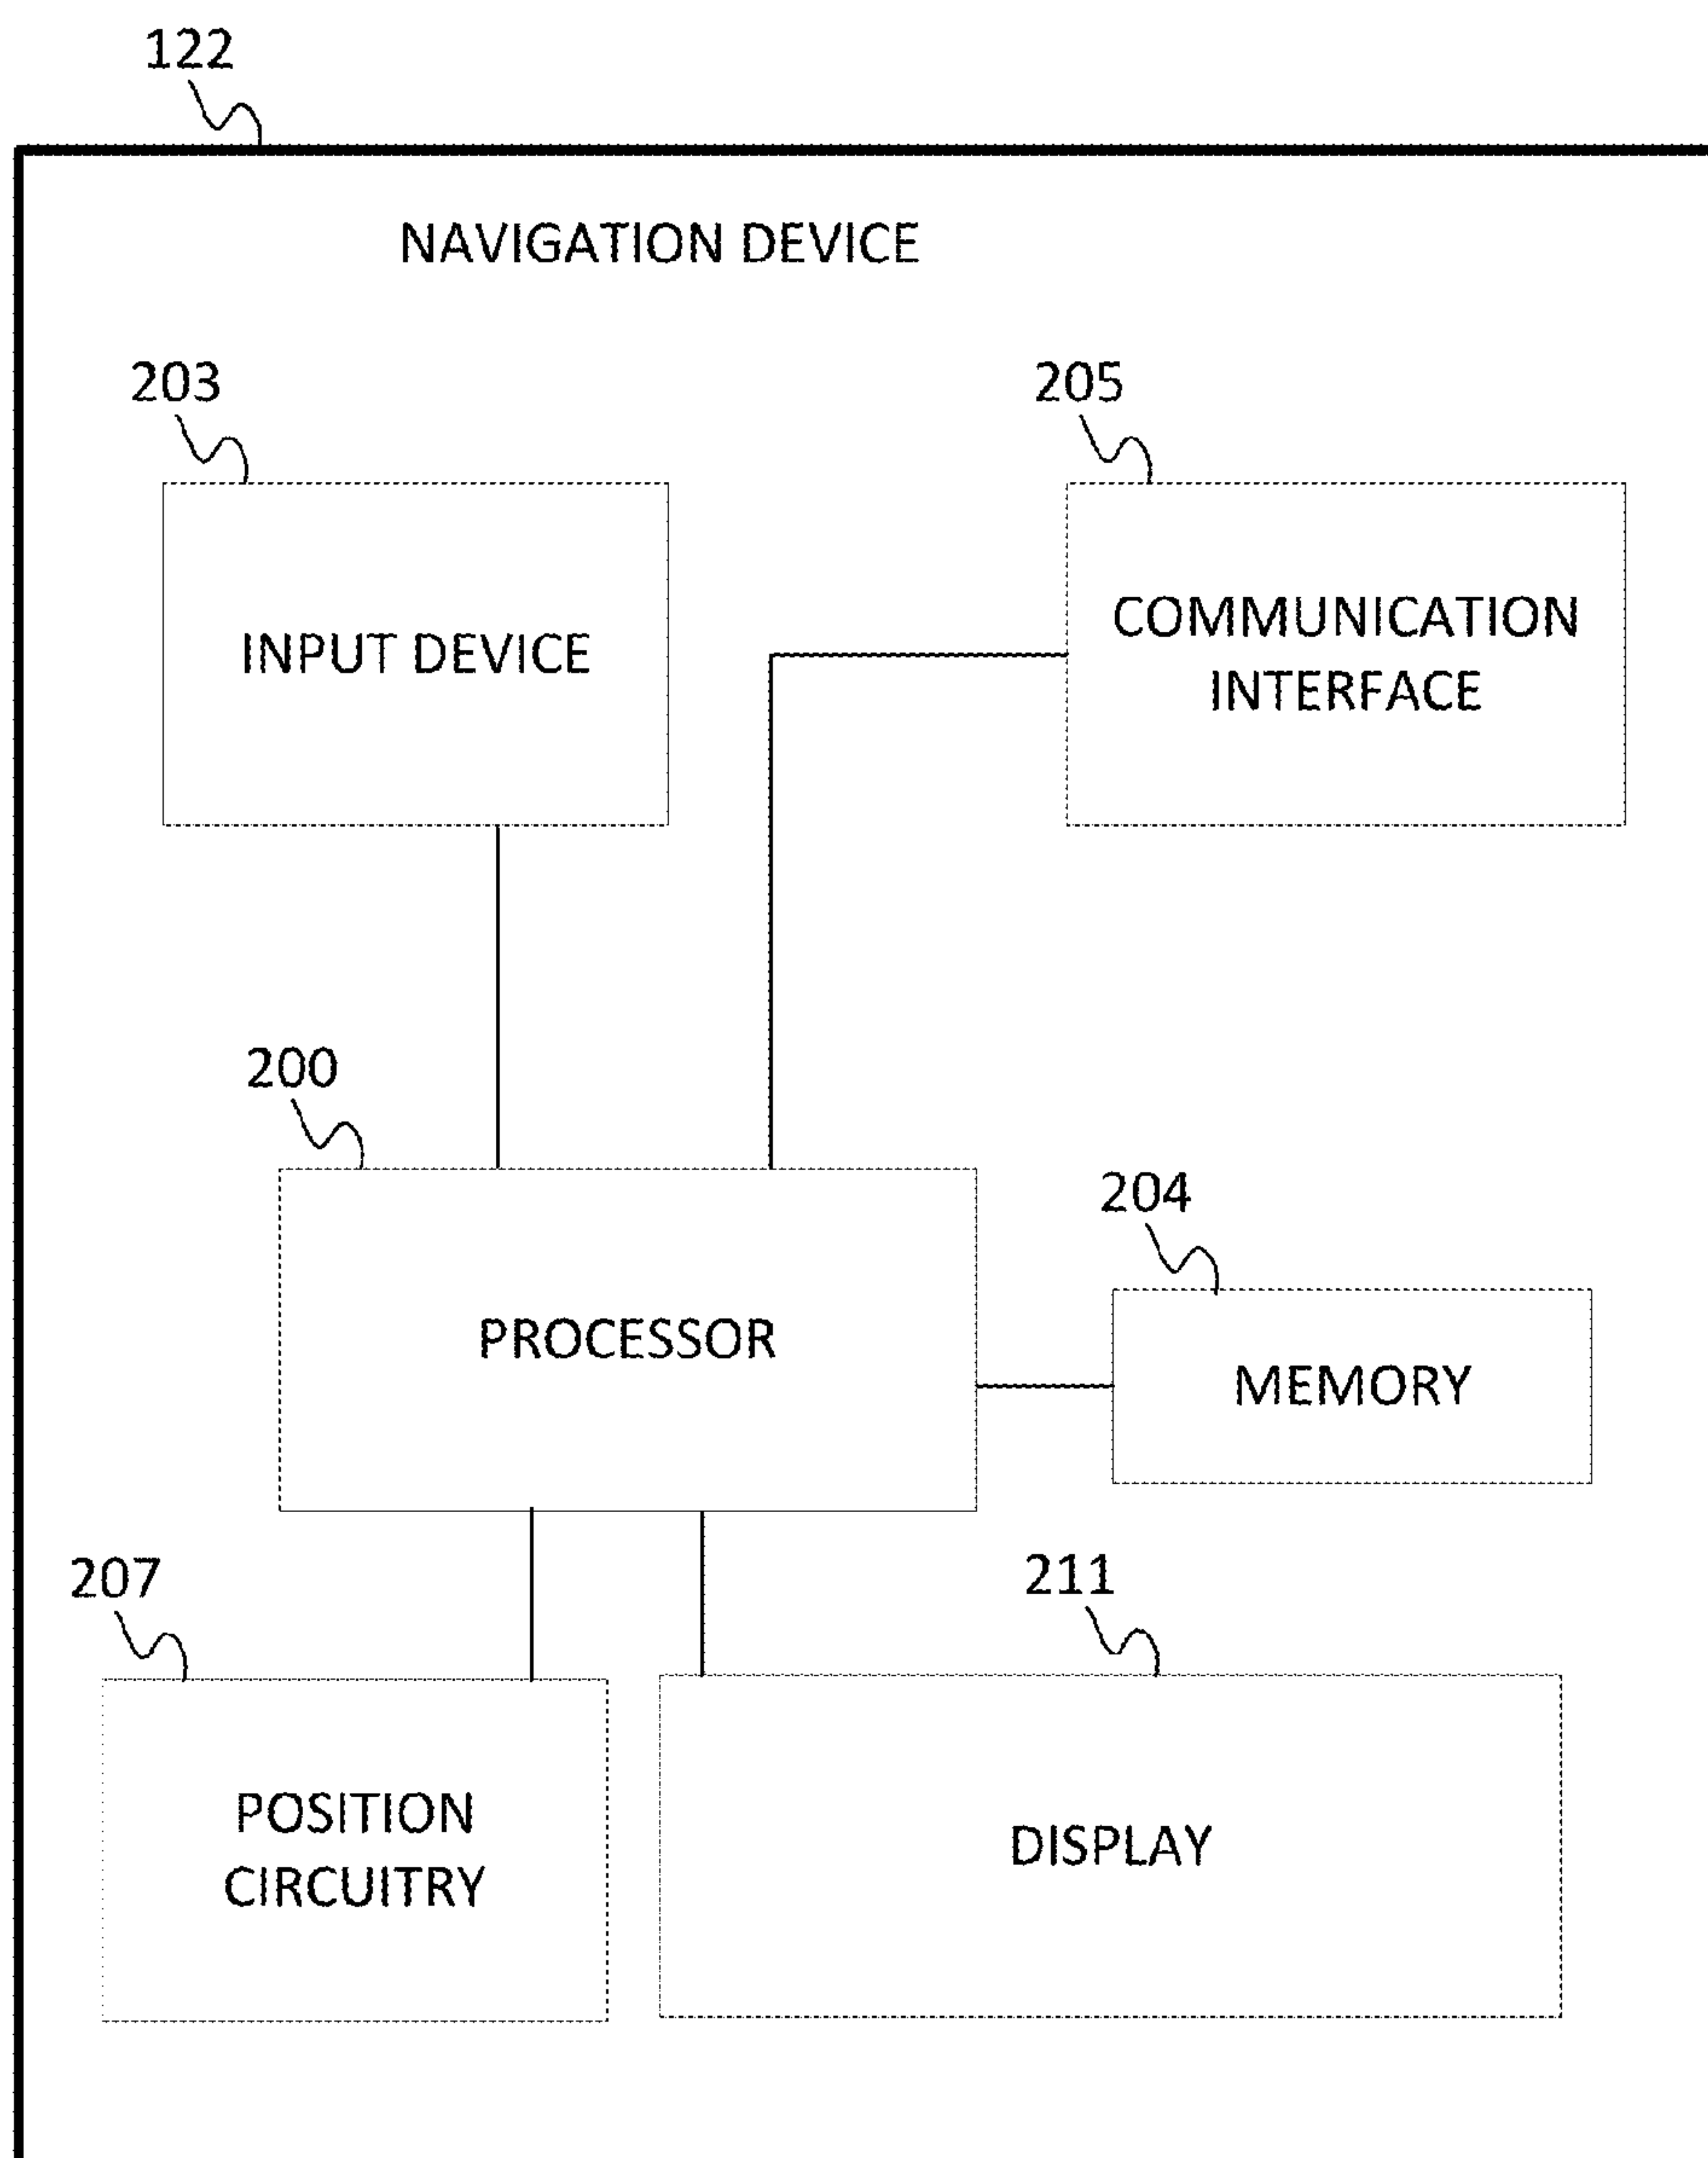 122
NAVIGATION DEVICE
203
205
INPUT DEVICE
COMMUNICATION
INTERFACE
200
204
PROCESSOR
MEMORY
207
211
POSITION
CIRCUITRY
DISPLAY